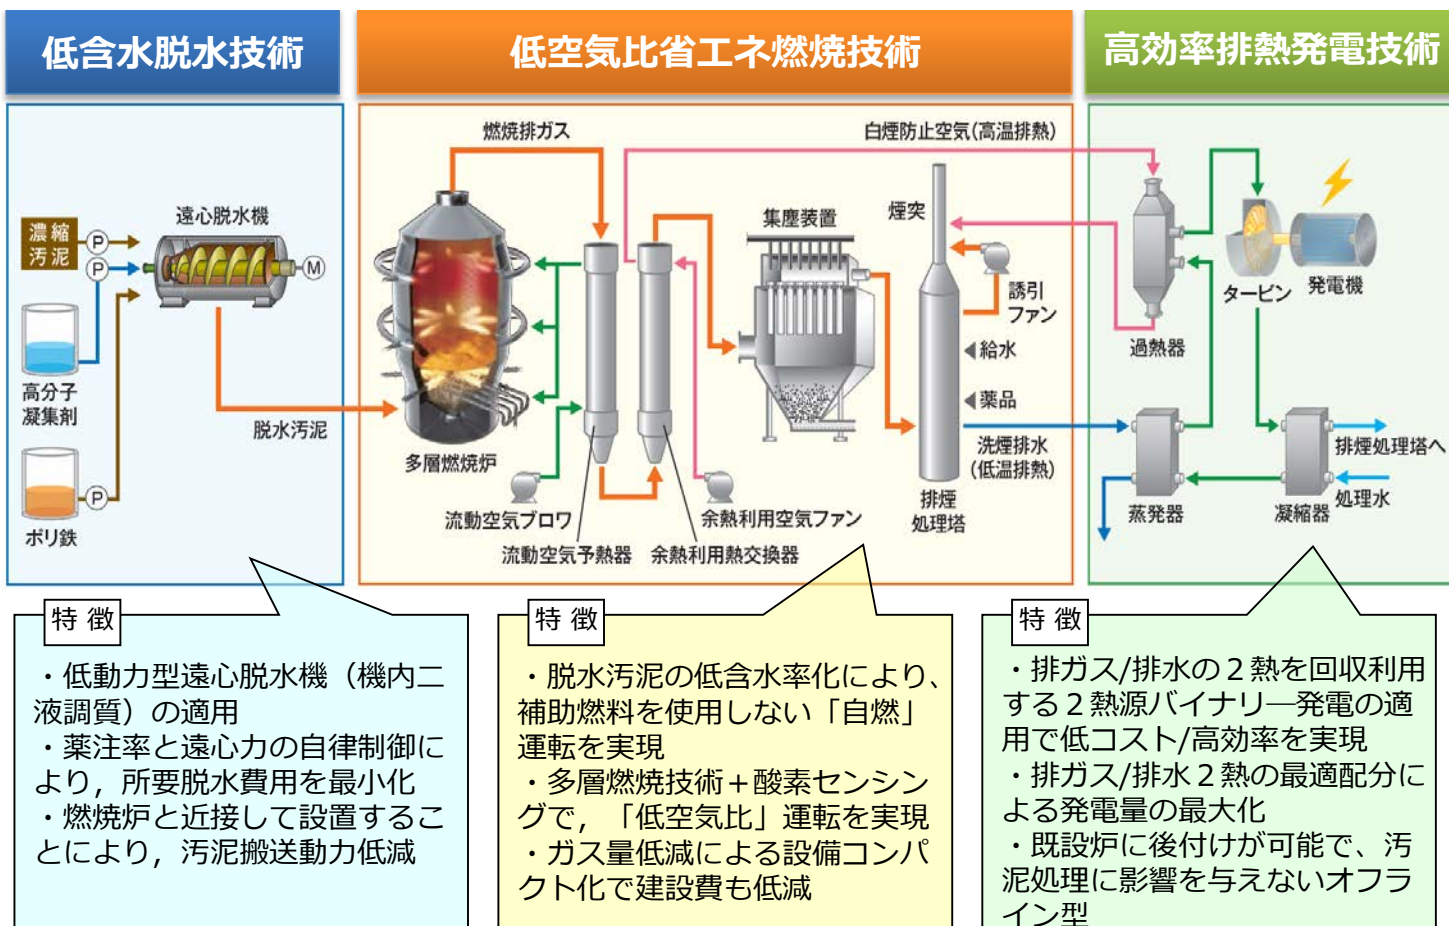 低含水脱水技術
低空気比省エネ燃焼技術
高効率排熱発電技術
濃縮
汚泥
P
P
遠心脱水機
M
高分子
凝集剤
P
ポリ鉄
脱水汚泥
燃焼排ガス
白煙防止空気(高温排熱)
多層燃焼炉
流動空気ブロワ
流動空気予熱器
余熱利用熱交換器
余熱利用空気ファン
集塵装置
煙突
誘引
ファン
給水
薬品
洗煙排水
(低温排熱)
排煙
処理塔
過熱器
タービン
発電機
蒸発器
凝縮器
排煙処理塔へ
処理水
特 徴
・低動力型遠心脱水機（機内二
液調質）の適用
・薬注率と遠心力の自律制御に
より，所要脱水費用を最小化
・燃焼炉と近接して設置するこ
とにより，汚泥搬送動力低減
特 徴
・脱水汚泥の低含水率化により、
補助燃料を使用しない「自燃」
運転を実現
・多層燃焼技術＋酸素センシン
グで，「低空気比」運転を実現
・ガス量低減による設備コンパ
クト化で建設費も低減
特 徴
・排ガス/排水の２熱を回収利用
する２熱源バイナリ―発電の適
用で低コスト/高効率を実現
・排ガス/排水２熱の最適配分に
よる発電量の最大化
・既設炉に後付けが可能で、汚
泥処理に影響を与えないオフラ
イン型